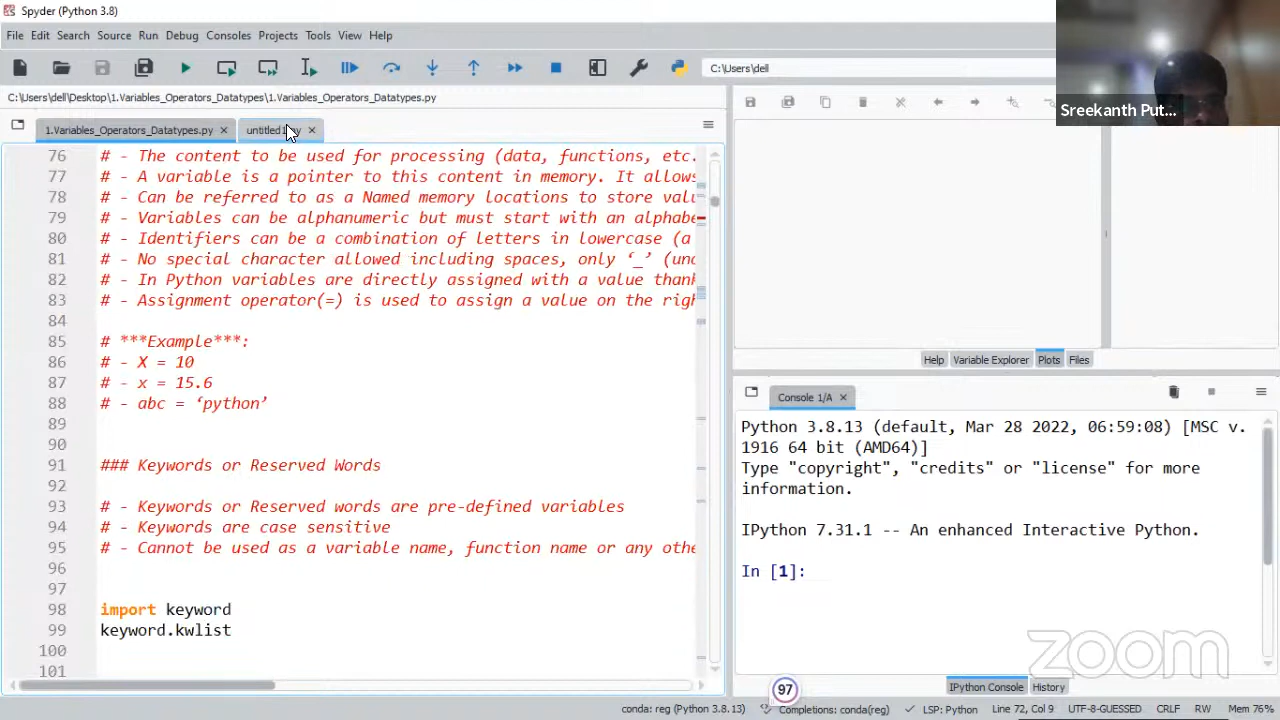 Spyder (Python 3.8)
File Edit Search Source Run Debug Consoles Projects Tools View Help
C:\Users\dell
C:\Users\dell\Desktop\1.Variables_Operators_Datatypes\1.Variables_Operators_Datatypes.py
Sreekanth Put...
1.Variables_Operators_Datatypes.py
76 # - The content to be used for processing (data, functions, etc.
77 # - A variable is a pointer to this content in memory. It allows
78 # - Can be referred to as a Named memory locations to store valu
79 # - Variables can be alphanumeric but must start with an alphabe
80 # - Identifiers can be a combination of letters in lowercase (a
81 # - No special character allowed including spaces, only ‘_’ (und
82 # - In Python variables are directly assigned with a value thank
83 # - Assignment operator(=) is used to assign a value on the righ
84
85 # ***Example***:
86 # - X = 10
87 # - x = 15.6
88 # - abc = ‘python’
89
90
91 ### Keywords or Reserved Words
92
93 # - Keywords or Reserved words are pre-defined variables
94 # - Keywords are case sensitive
95 # - Cannot be used as a variable name, function name or any othe
96
97
98 import keyword
99 keyword.kwlist
100
101
Help Variable Explorer Plots Files
Console 1/A
Python 3.8.13 (default, Mar 28 2022, 06:59:08) [MSC v.
1916 64 bit (AMD64)]
Type "copyright", "credits" or "license" for more
information.
IPython 7.31.1 -- An enhanced Interactive Python.
In [1]:
zoom
IPython Console History
97
conda: reg (Python 3.8.13) Completions: conda(reg) LSP: Python Line 72, Col 9 UTF-8-GUESSED CRLF RW Mem 76%